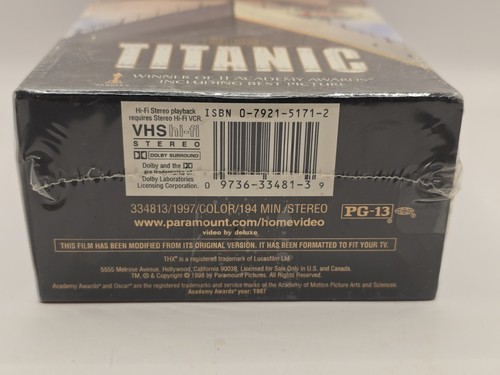 TITANIC
WINNER OF 11 ACADEMY AWARDS®
INCLUDING BEST PICTURE
Hi-Fi Stereo playback
requires Stereo Hi-Fi VCR.
VHS hi-fi
STEREO
DOLBY SURROUND
Dolby and the
are trademarks of
Dolby Laboratories
Licensing Corporation.
ISBN 0-7921-5171-2
0 9736-33481-3 9
334813/1997/COLOR/194 MIN./STEREO
PG-13
www.paramount.com/homevideo
video by deluxe
THIS FILM HAS BEEN MODIFIED FROM ITS ORIGINAL VERSION. IT HAS BEEN FORMATTED TO FIT YOUR TV.
THX® is a registered trademark of Lucasfilm Ltd.
5555 Melrose Avenue, Hollywood, California 90038. Licensed for Sale Only in U.S. and Canada.
TM, ® & Copyright © 1998 by Paramount Pictures. All Rights Reserved.
Academy Awards® and Oscar® are the registered trademarks and service marks of the Academy of Motion Picture Arts and Sciences.
Academy Awards® year: 1997